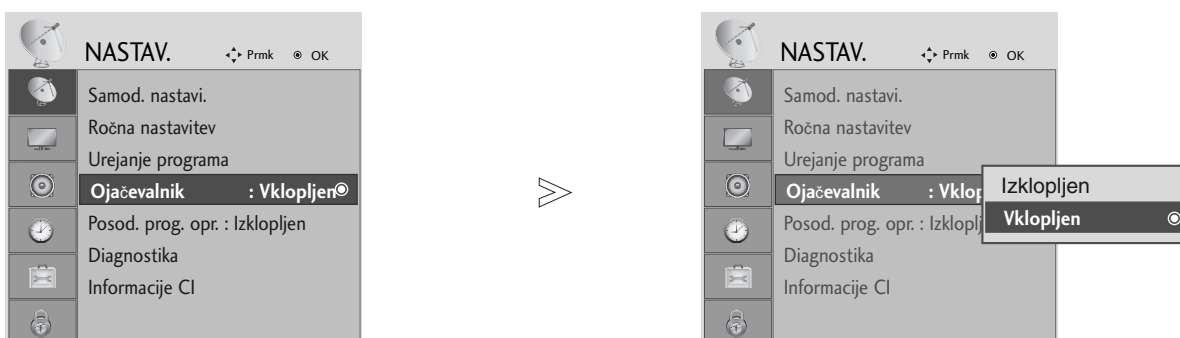 NASTAV. Prmk OK
Samod. nastavi.
Ročna nastavitev
Urejanje programa
Ojačevalnik : Vklopljen
Posod. prog. opr. : Izklopljen
Diagnostika
Informacije CI
NASTAV. Prmk OK
Samod. nastavi.
Ročna nastavitev
Urejanje programa
Ojačevalnik : Vklop
Posod. prog. opr. : Izkloplj
Diagnostika
Informacije CI
Izklopljen
Vklopljen